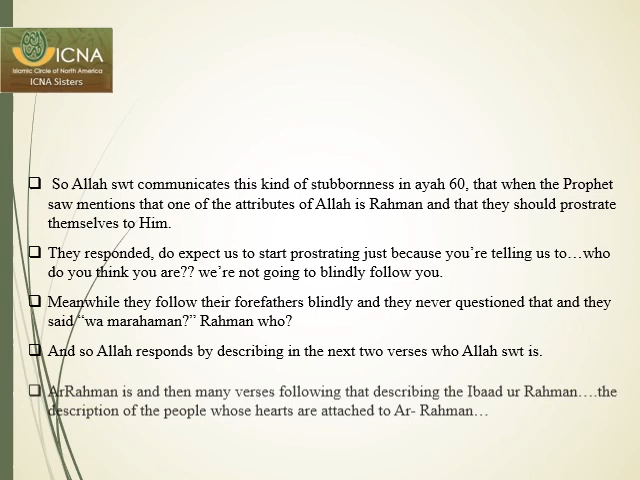 ICNA
Islamic Circle of North America
ICNA Sisters
So Allah swt communicates this kind of stubbornness in ayah 60, that when the Prophet
saw mentions that one of the attributes of Allah is Rahman and that they should prostrate
themselves to Him.
They responded, do expect us to start prostrating just because you’re telling us to…who
do you think you are?? we’re not going to blindly follow you.
Meanwhile they follow their forefathers blindly and they never questioned that and they
said “wa marahaman?” Rahman who?
And so Allah responds by describing in the next two verses who Allah swt is.
ArRahman is and then many verses following that describing the Ibaad ur Rahman….the
description of the people whose hearts are attached to Ar- Rahman…